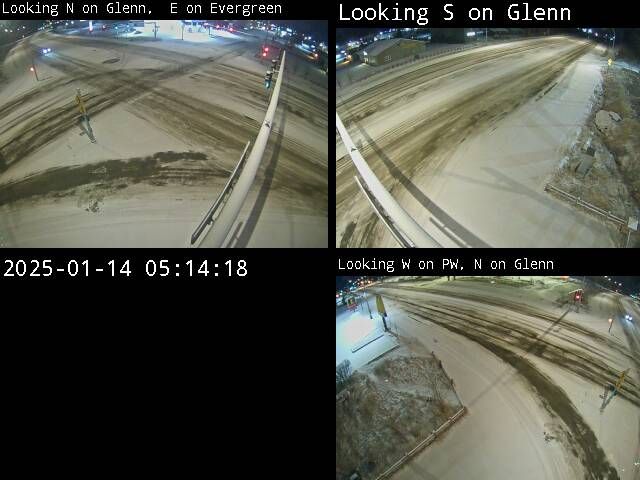 Looking N on Glenn,  E on Evergreen
Looking S on Glenn
2025-01-14 05:14:18
Looking W on PW, N on Glenn